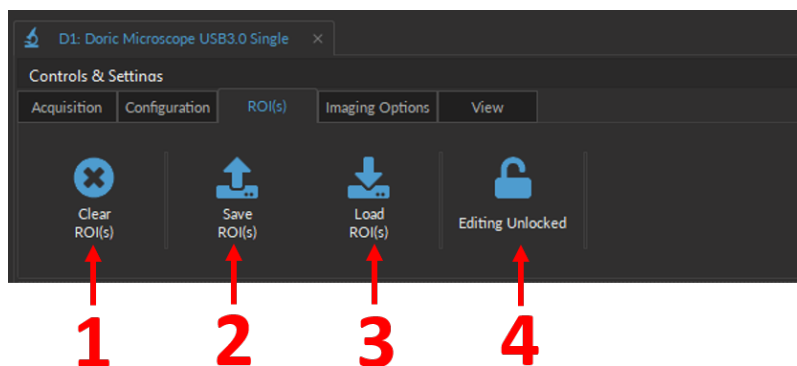 D1: Doric Microscope USB3.0 Single ×
Controls & Settings
Acquisition Configuration ROI(s) Imaging Options View
Clear ROI(s)
Save ROI(s)
Load ROI(s)
Editing Unlocked
1 2 3 4